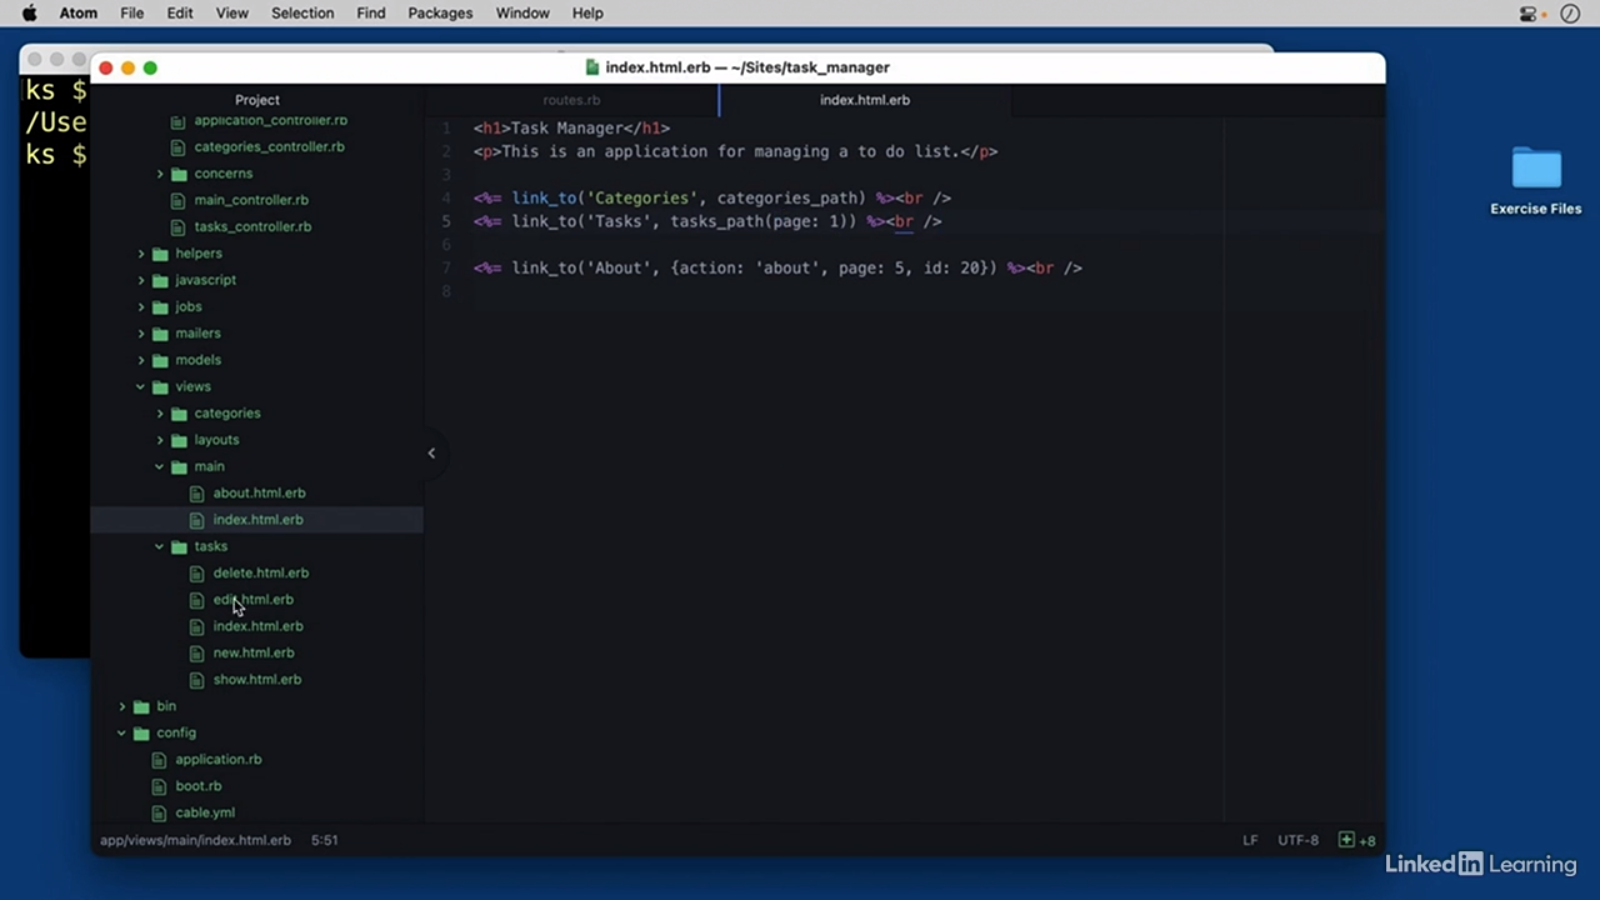 Atom File Edit View Selection Find Packages Window Help
index.html.erb — ~/Sites/task_manager
ks $
/Use
ks $
Project
application_controller.rb
categories_controller.rb
concerns
main_controller.rb
tasks_controller.rb
helpers
javascript
jobs
mailers
models
views
categories
layouts
main
about.html.erb
index.html.erb
tasks
delete.html.erb
edit.html.erb
index.html.erb
new.html.erb
show.html.erb
bin
config
application.rb
boot.rb
cable.yml
routes.rb index.html.erb
1 <h1>Task Manager</h1>
2 <p>This is an application for managing a to do list.</p>
3
4 <%= link_to('Categories', categories_path) %><br />
5 <%= link_to('Tasks', tasks_path(page: 1)) %><br />
6
7 <%= link_to('About', {action: 'about', page: 5, id: 20}) %><br />
8
app/views/main/index.html.erb 5:51
LF UTF-8 +8
Exercise Files
Linked in Learning